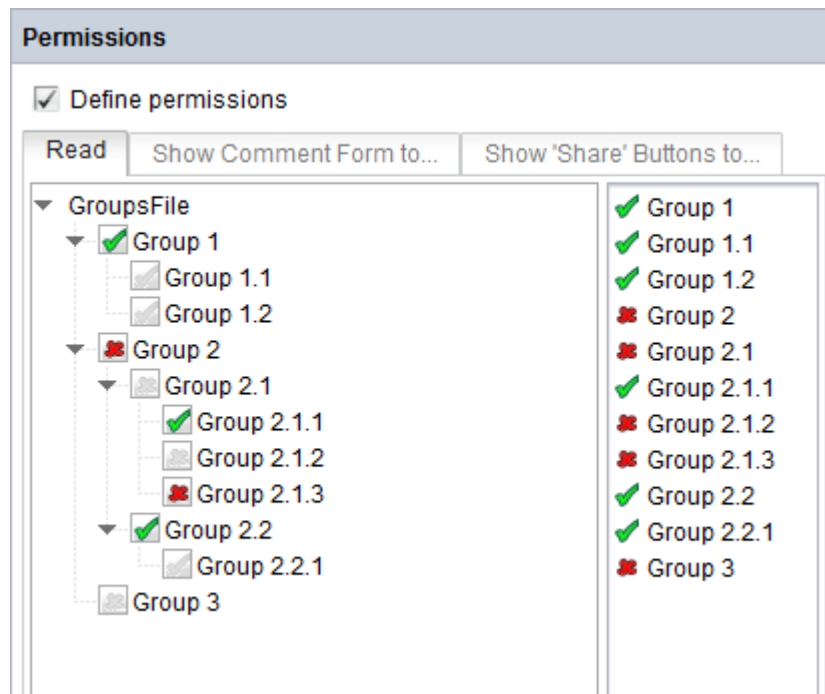 Permissions
Define permissions
Read
Show Comment Form to...
Show 'Share' Buttons to...
GroupsFile
Group 1
Group 1.1
Group 1.2
Group 2
Group 2.1
Group 2.1.1
Group 2.1.2
Group 2.1.3
Group 2.2
Group 2.2.1
Group 3
Group 1
Group 1.1
Group 1.2
Group 2
Group 2.1
Group 2.1.1
Group 2.1.2
Group 2.1.3
Group 2.2
Group 2.2.1
Group 3